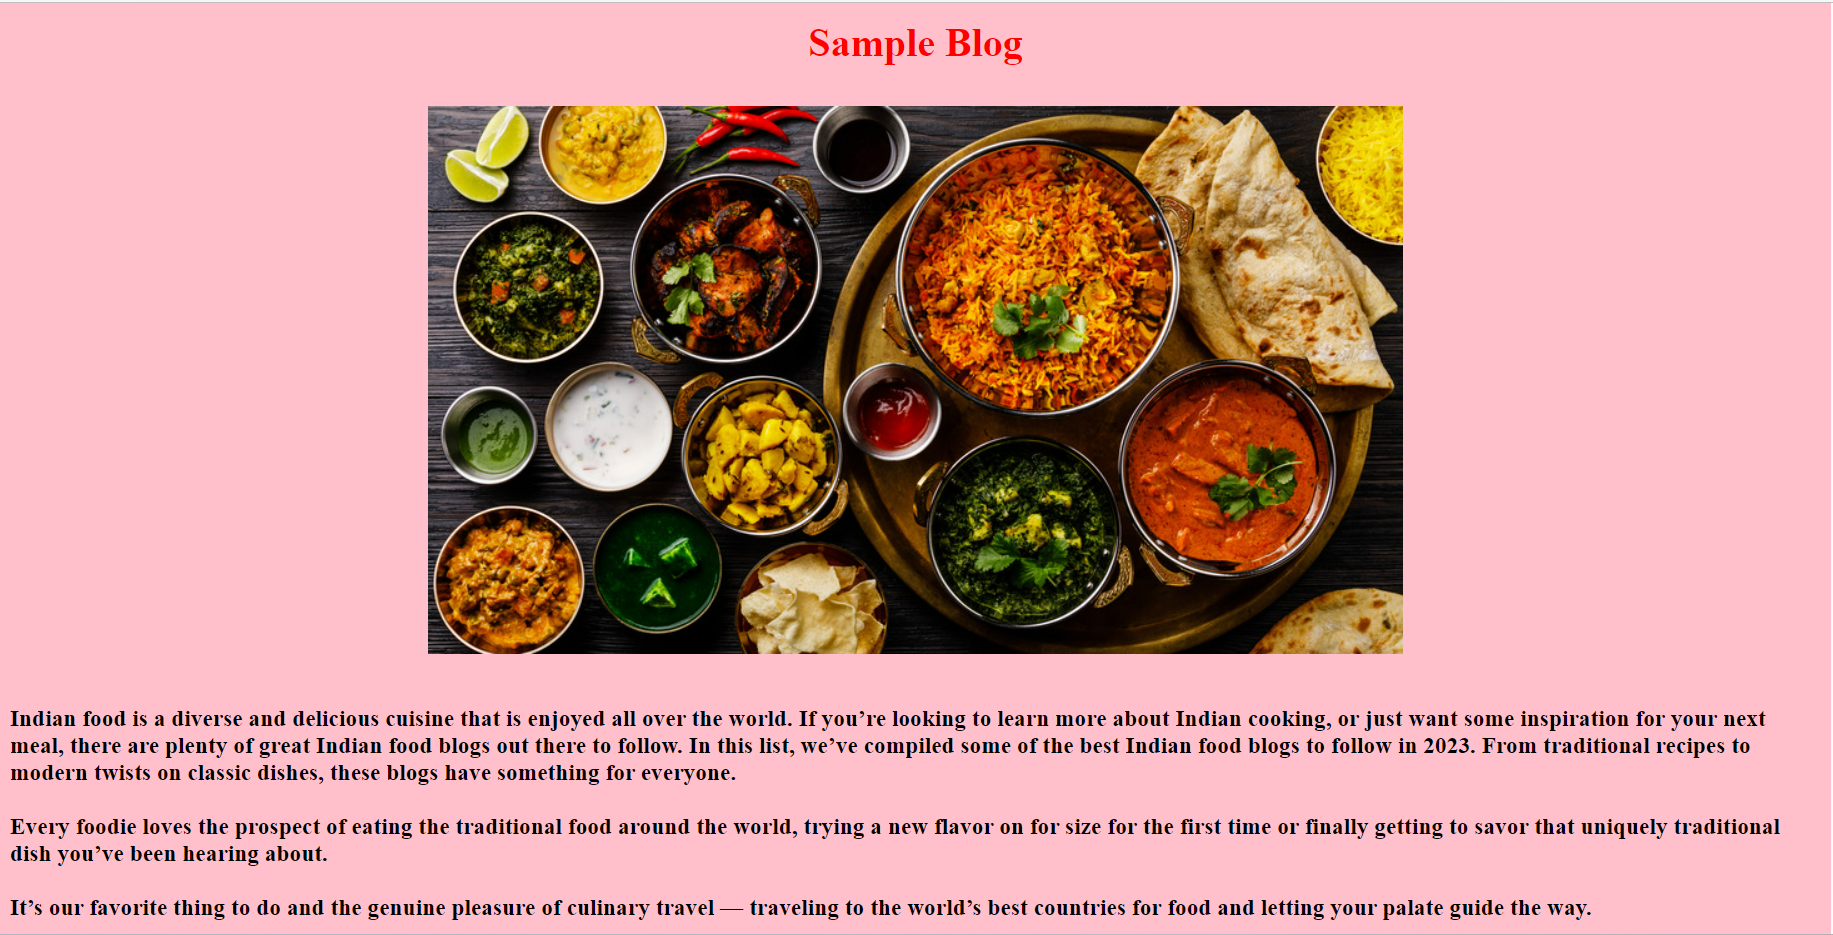 Sample Blog
Indian food is a diverse and delicious cuisine that is enjoyed all over the world. If you’re looking to learn more about Indian cooking, or just want some inspiration for your next
meal, there are plenty of great Indian food blogs out there to follow. In this list, we’ve compiled some of the best Indian food blogs to follow in 2023. From traditional recipes to
modern twists on classic dishes, these blogs have something for everyone.
Every foodie loves the prospect of eating the traditional food around the world, trying a new flavor on for size for the first time or finally getting to savor that uniquely traditional
dish you’ve been hearing about.
It’s our favorite thing to do and the genuine pleasure of culinary travel — traveling to the world’s best countries for food and letting your palate guide the way.